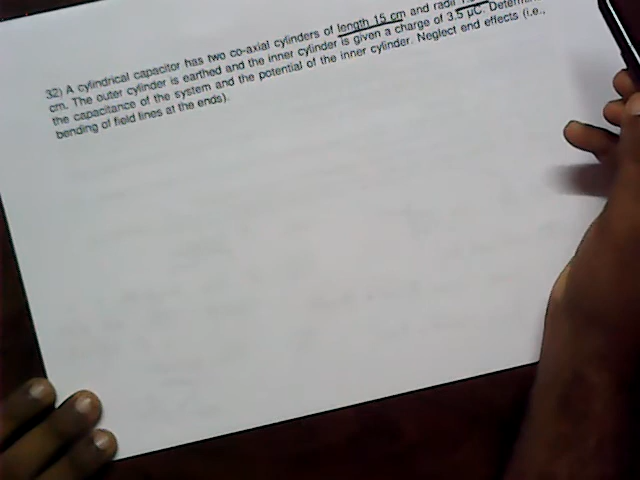 32) A cylindrical capacitor has two co-axial cylinders of length 15 cm and radii
cm. The outer cylinder is earthed and the inner cylinder is given a charge of 3.5 μC.
the capacitance of the system and the potential of the inner cylinder. Neglect end effects (i.e.,
bending of field lines at the ends).